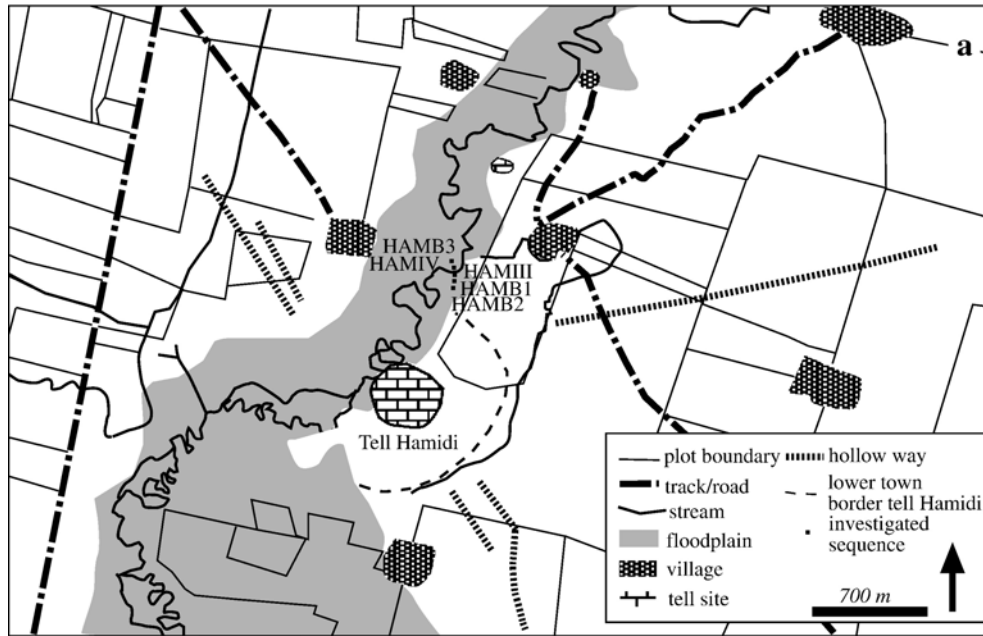 a
HAMB3
HAMIV
HAMIII
HAMB1
HAMB2
Tell Hamidi
plot boundary
track/road
stream
floodplain
village
tell site
hollow way
lower town
border tell Hamidi
investigated
sequence
700 m